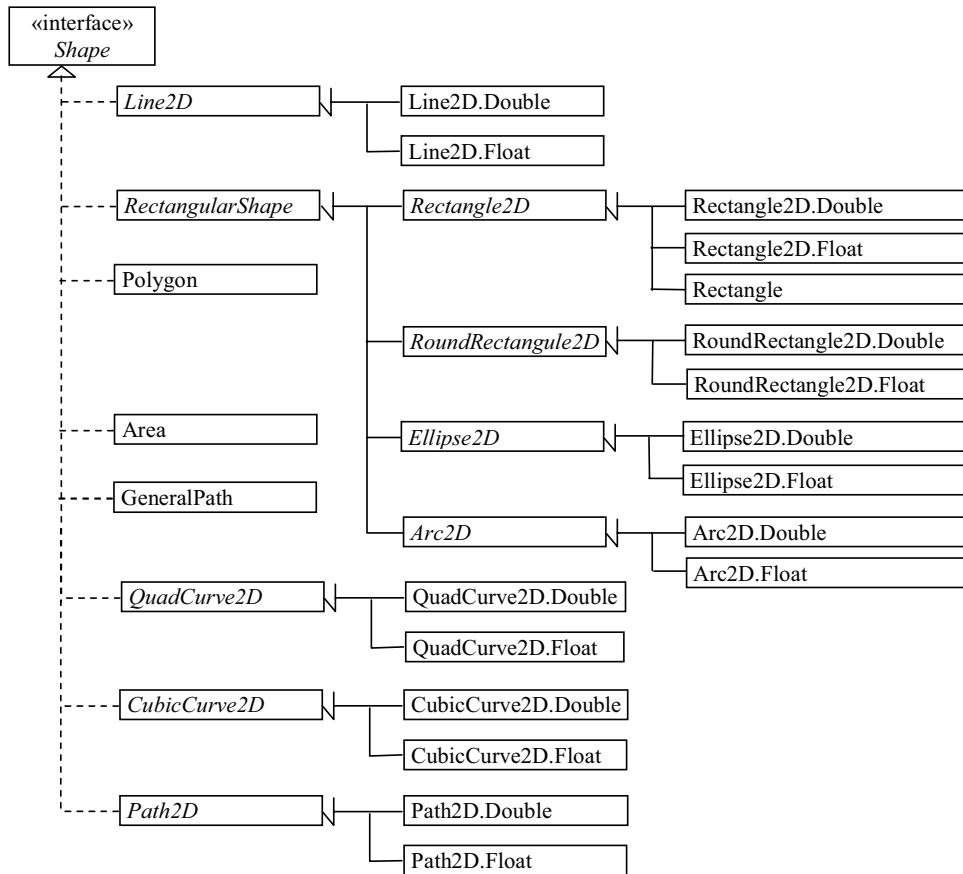 «interface»
Shape
Line2D
Line2D.Double
Line2D.Float
RectangularShape
Rectangle2D
Rectangle2D.Double
Rectangle2D.Float
Rectangle
Polygon
RoundRectangule2D
RoundRectangle2D.Double
RoundRectangle2D.Float
Area
Ellipse2D
Ellipse2D.Double
Ellipse2D.Float
GeneralPath
Arc2D
Arc2D.Double
Arc2D.Float
QuadCurve2D
QuadCurve2D.Double
QuadCurve2D.Float
CubicCurve2D
CubicCurve2D.Double
CubicCurve2D.Float
Path2D
Path2D.Double
Path2D.Float